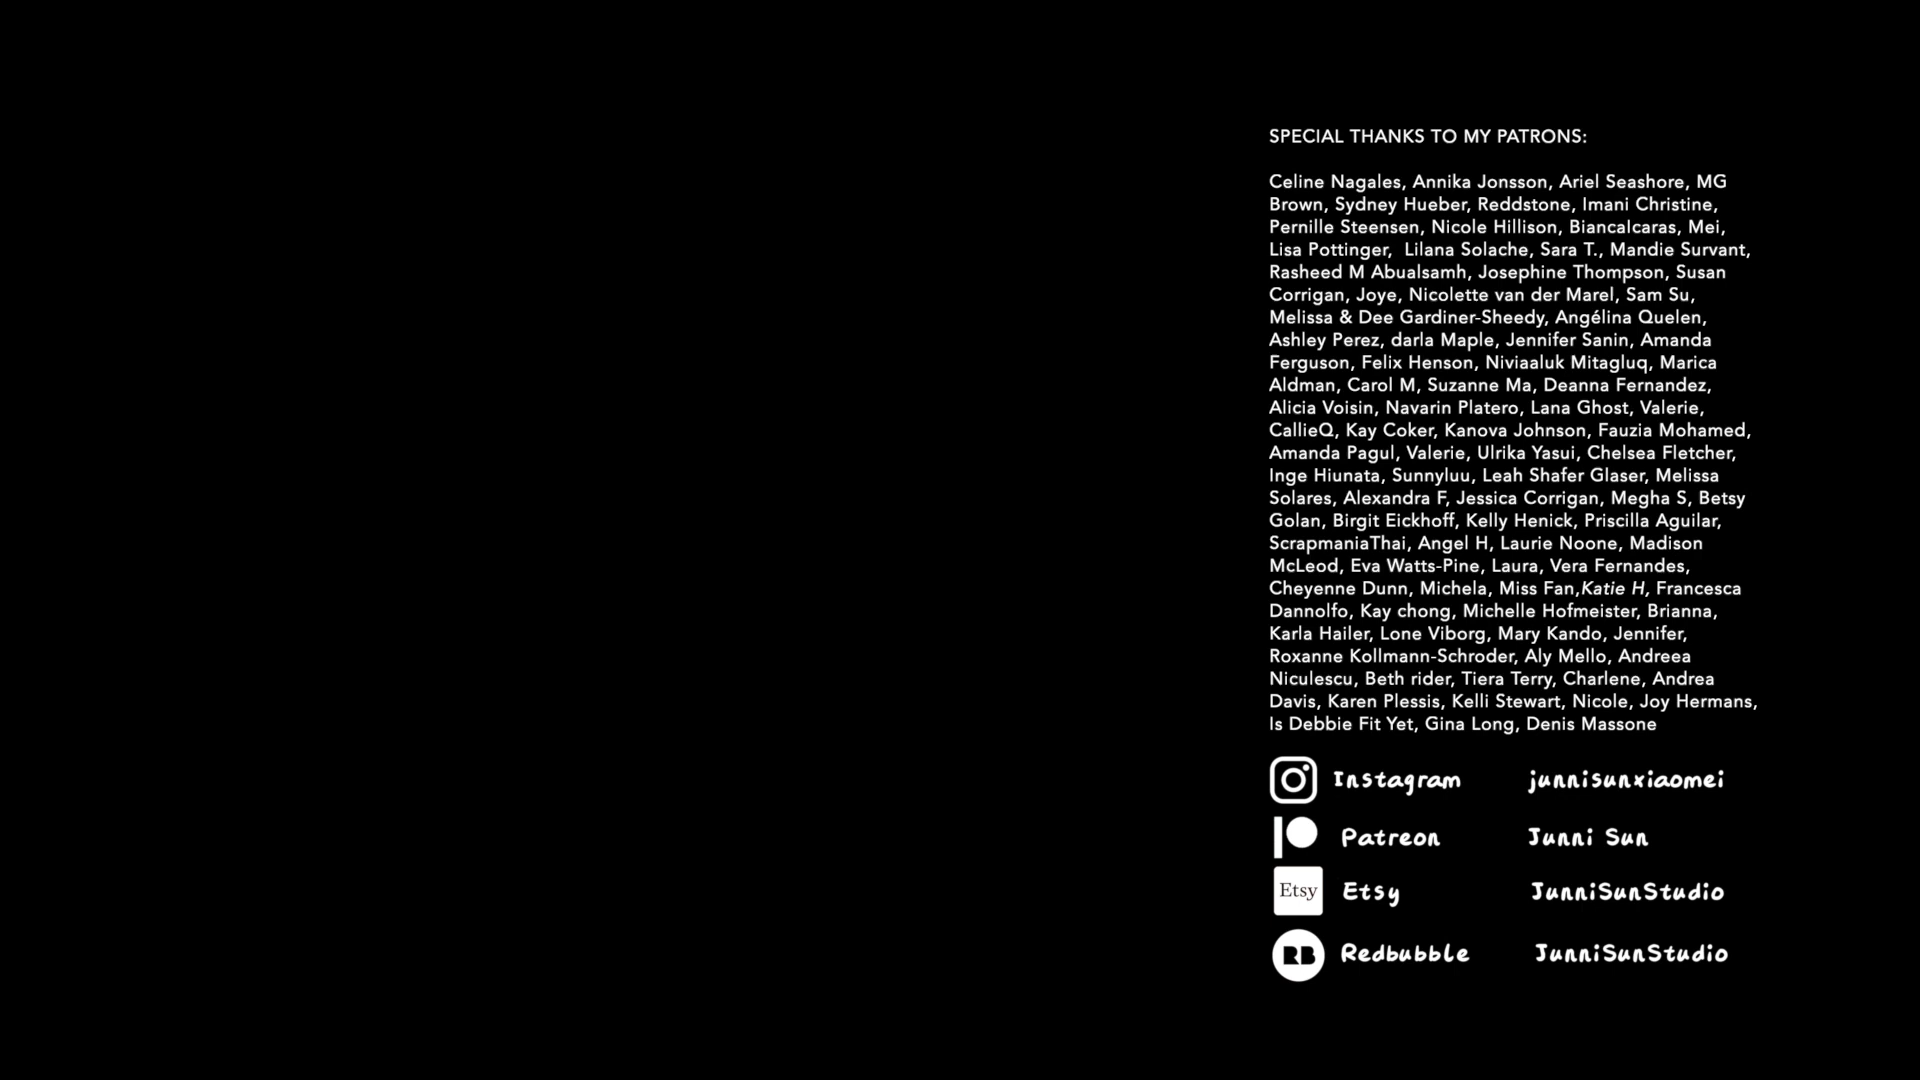 SPECIAL THANKS TO MY PATRONS:
Celine Nagales, Annika Jonsson, Ariel Seashore, MG
Brown, Sydney Hueber, Reddstone, Imani Christine,
Pernille Steensen, Nicole Hillison, Biancalcaras, Mei,
Lisa Pottinger,  Lilana Solache, Sara T., Mandie Survant,
Rasheed M Abualsamh, Josephine Thompson, Susan
Corrigan, Joye, Nicolette van der Marel, Sam Su,
Melissa & Dee Gardiner-Sheedy, Angélina Quelen,
Ashley Perez, darla Maple, Jennifer Sanin, Amanda
Ferguson, Felix Henson, Niviaaluk Mitagluq, Marica
Aldman, Carol M, Suzanne Ma, Deanna Fernandez,
Alicia Voisin, Navarin Platero, Lana Ghost, Valerie,
CallieQ, Kay Coker, Kanova Johnson, Fauzia Mohamed,
Amanda Pagul, Valerie, Ulrika Yasui, Chelsea Fletcher,
Inge Hiunata, Sunnyluu, Leah Shafer Glaser, Melissa
Solares, Alexandra F, Jessica Corrigan, Megha S, Betsy
Golan, Birgit Eickhoff, Kelly Henick, Priscilla Aguilar,
ScrapmaniaThai, Angel H, Laurie Noone, Madison
McLeod, Eva Watts-Pine, Laura, Vera Fernandes,
Cheyenne Dunn, Michela, Miss Fan,Katie H, Francesca
Dannolfo, Kay chong, Michelle Hofmeister, Brianna,
Karla Hailer, Lone Viborg, Mary Kando, Jennifer,
Roxanne Kollmann-Schroder, Aly Mello, Andreea
Niculescu, Beth rider, Tiera Terry, Charlene, Andrea
Davis, Karen Plessis, Kelli Stewart, Nicole, Joy Hermans,
Is Debbie Fit Yet, Gina Long, Denis Massone
Instagram junnisunxiaomei
Patreon Junni Sun
Etsy Etsy JunniSunStudio
RB Redbubble JunniSunStudio